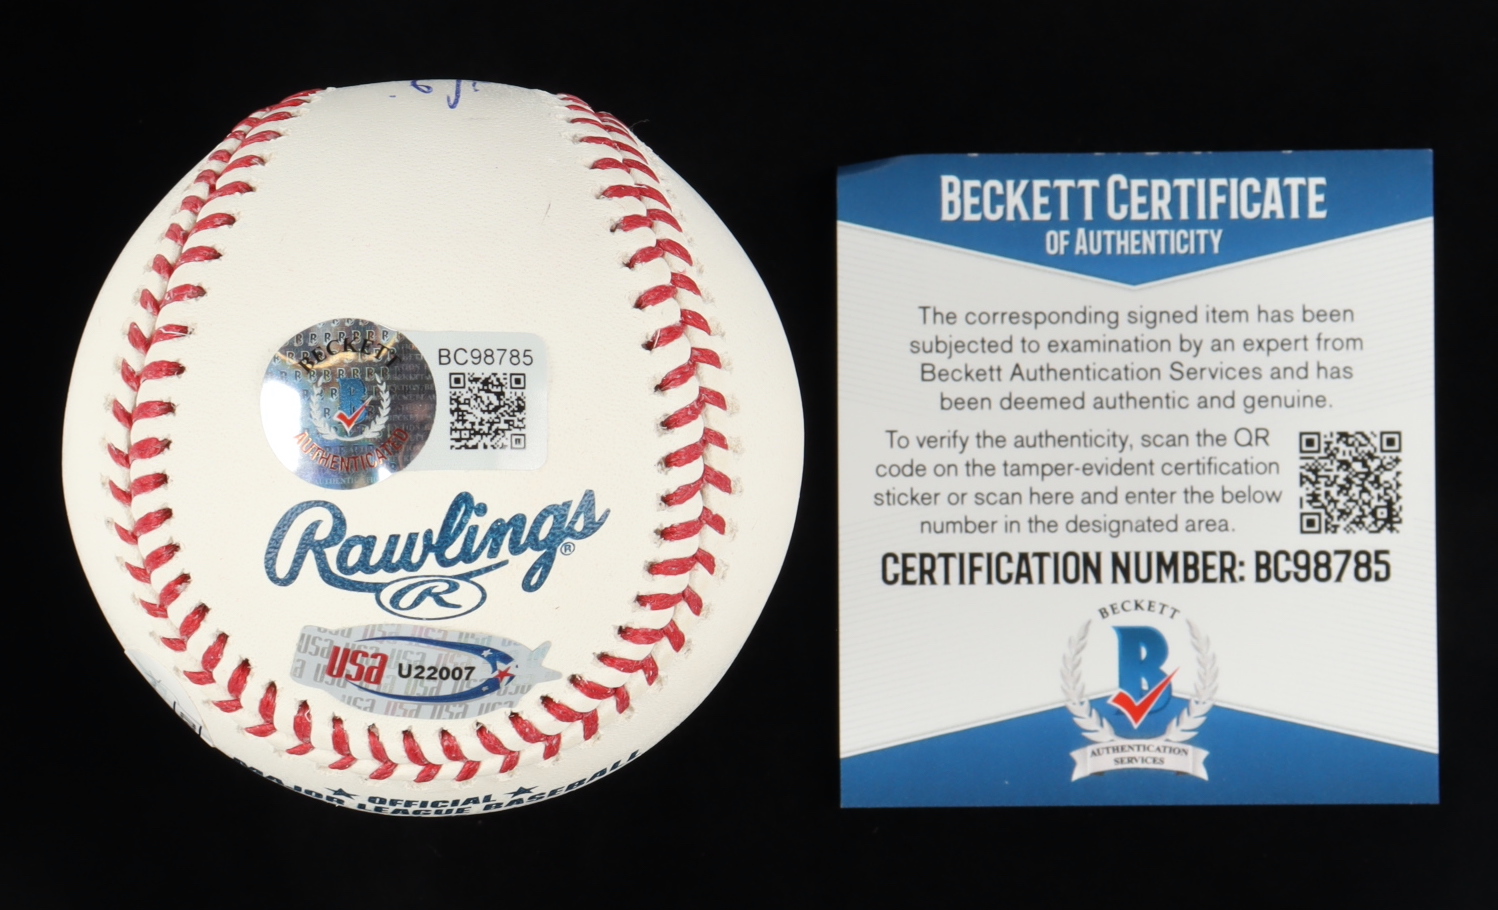 BECKETT
AUTHENTICATED
BC98785
Rawlings®
R
usa U22007
OFFICIAL
MAJOR LEAGUE BASEBALL
BECKETT CERTIFICATE
OF AUTHENTICITY
The corresponding signed item has been
subjected to examination by an expert from
Beckett Authentication Services and has
been deemed authentic and genuine.
To verify the authenticity, scan the QR
code on the tamper-evident certification
sticker or scan here and enter the below
number in the designated area.
CERTIFICATION NUMBER: BC98785
BECKETT
B
AUTHENTICATION
SERVICES